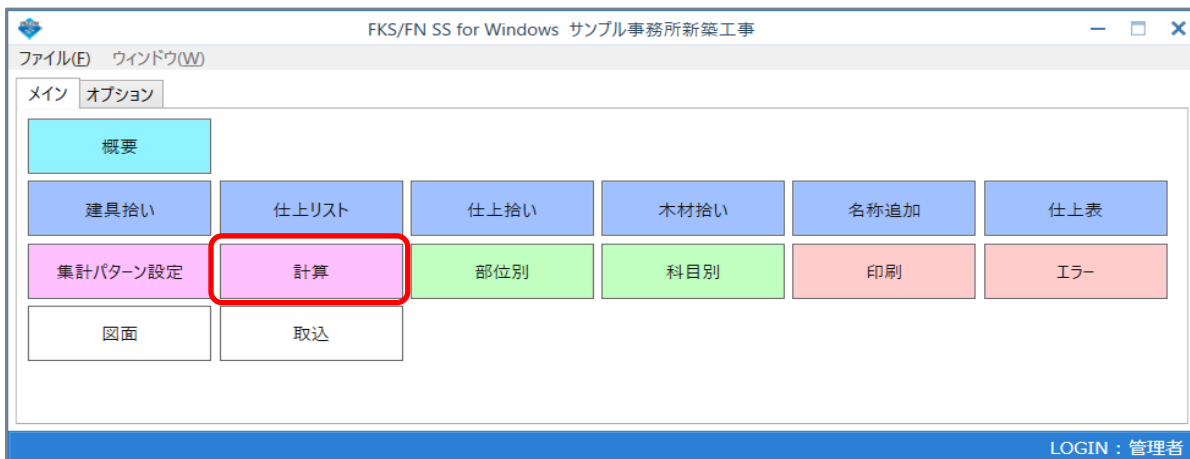 FKS/FN SS for Windows サンプル事務所新築工事
ファイル(F) ウィンドウ(W)
メイン オプション
概要
建具拾い 仕上リスト 仕上拾い 木材拾い 名称追加 仕上表
集計パターン設定 計算 部位別 科目別 印刷 エラー
図面 取込
LOGIN : 管理者